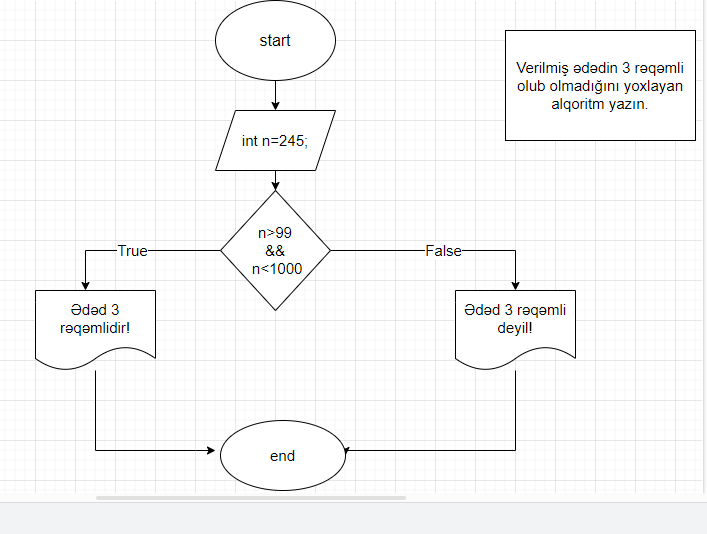 start
Verilmiş ədədin 3 rəqəmli
olub olmadığını yoxlayan
alqoritm yazın.
int n=245;
n>99
&&
n<1000
True
False
Ədəd 3
rəqəmlidir!
Ədəd 3 rəqəmli
deyil!
end